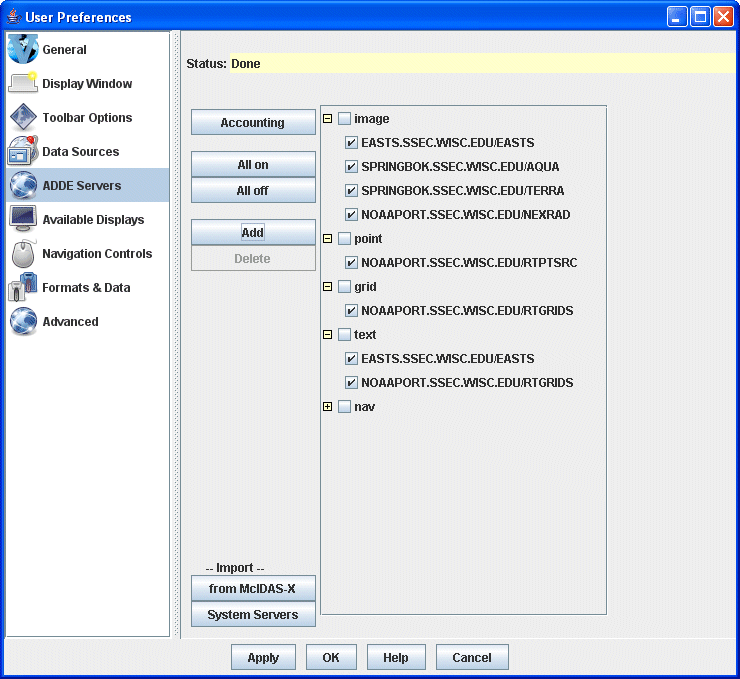 User Preferences
General
Display Window
Toolbar Options
Data Sources
ADDE Servers
Available Displays
Navigation Controls
Formats & Data
Advanced
Status: Done
Accounting
All on
All off
Add
Delete
image
EASTS.SSEC.WISC.EDU/EASTS
SPRINGBOK.SSEC.WISC.EDU/AQUA
SPRINGBOK.SSEC.WISC.EDU/TERRA
NOAAPORT.SSEC.WISC.EDU/NEXRAD
point
NOAAPORT.SSEC.WISC.EDU/RTPTSRC
grid
NOAAPORT.SSEC.WISC.EDU/RTGRIDS
text
EASTS.SSEC.WISC.EDU/EASTS
NOAAPORT.SSEC.WISC.EDU/RTGRIDS
nav
-- Import --
from McIDAS-X
System Servers
Apply
OK
Help
Cancel